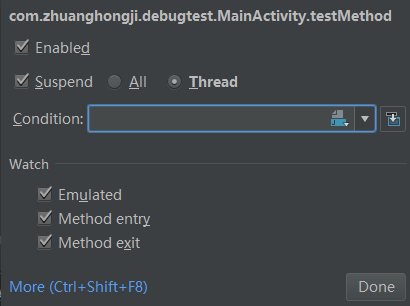 com.zhuanghongji.debugtest.MainActivity.testMethod
Enabled
Suspend All Thread
Condition:
Watch
Emulated
Method entry
Method exit
More (Ctrl+Shift+F8) Done